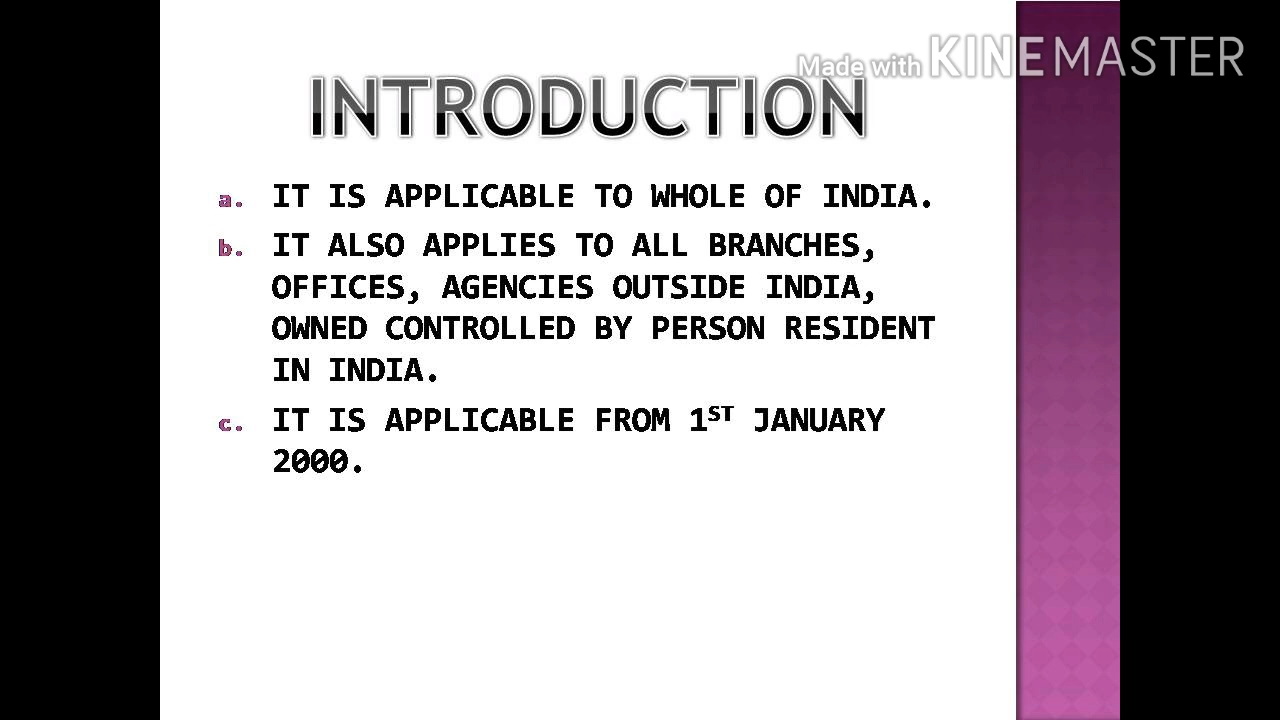 Made with KINEMASTER
INTRODUCTION
a. IT IS APPLICABLE TO WHOLE OF INDIA.
b. IT ALSO APPLIES TO ALL BRANCHES,
OFFICES, AGENCIES OUTSIDE INDIA,
OWNED CONTROLLED BY PERSON RESIDENT
IN INDIA.
c. IT IS APPLICABLE FROM 1ST JANUARY
2000.